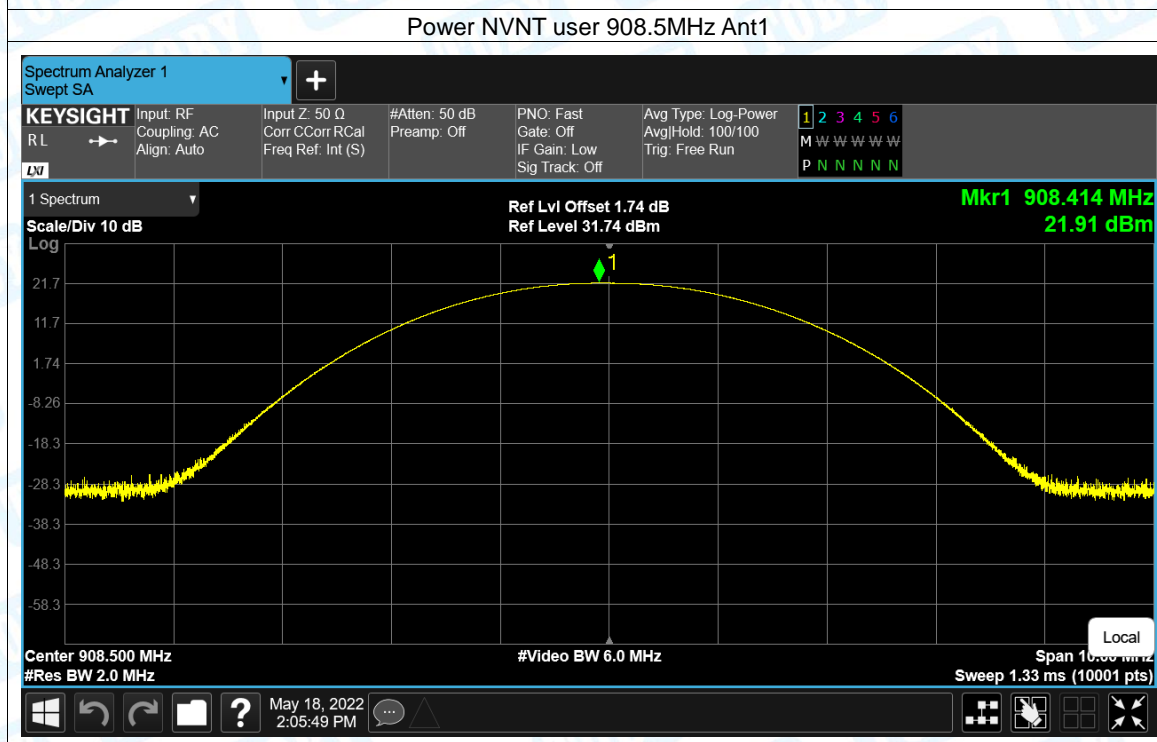 Power NVNT user 908.5MHz Ant1
Spectrum Analyzer 1
Swept SA
KEYSIGHT
R L
LXI
Input: RF
Coupling: AC
Align: Auto
Input Z: 50 Ω
Corr CCorr RCal
Freq Ref: Int (S)
#Atten: 50 dB
Preamp: Off
PNO: Fast
Gate: Off
IF Gain: Low
Sig Track: Off
Avg Type: Log-Power
Avg|Hold: 100/100
Trig: Free Run
1 2 3 4 5 6
M W W W W W
P N N N N N
1 Spectrum
Scale/Div 10 dB
Log
Ref Lvl Offset 1.74 dB
Ref Level 31.74 dBm
Mkr1 908.414 MHz
21.91 dBm
1
21.7
11.7
1.74
-8.26
-18.3
-28.3
-38.3
-48.3
-58.3
Local
Center 908.500 MHz
#Video BW 6.0 MHz
Span 10.00 MHz
#Res BW 2.0 MHz
Sweep 1.33 ms (10001 pts)
?
May 18, 2022
2:05:49 PM